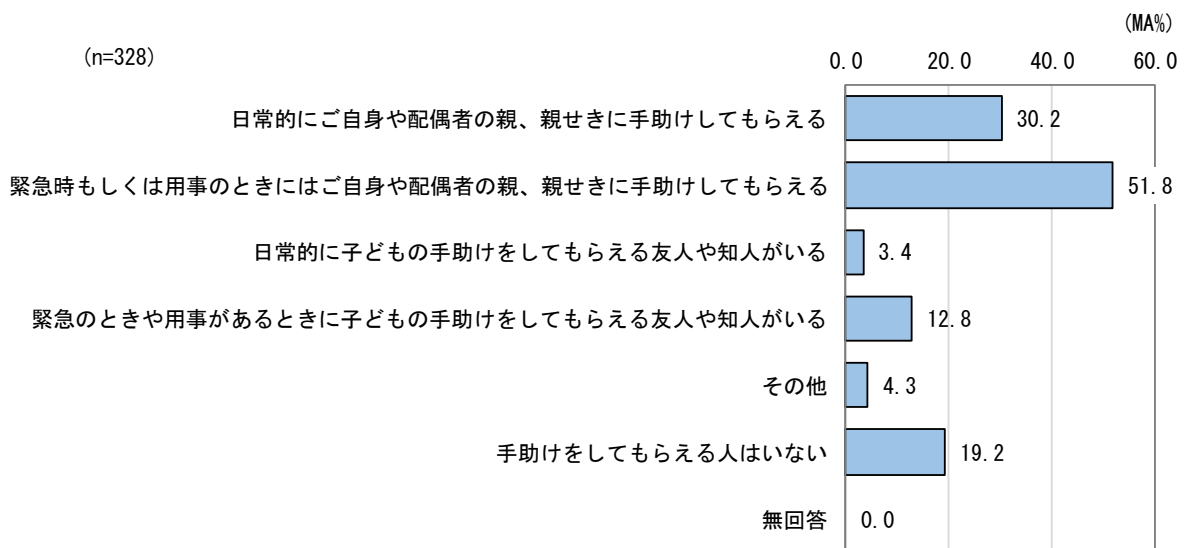 (MA%)
(n=328)
0.0 20.0 40.0 60.0
日常的にご自身や配偶者の親、親せきに手助けしてもらえる 30.2
緊急時もしくは用事のときにはご自身や配偶者の親、親せきに手助けしてもらえる 51.8
日常的に子どもの手助けをしてもらえる友人や知人がいる 3.4
緊急のときや用事があるときに子どもの手助けをしてもらえる友人や知人がいる 12.8
その他 4.3
手助けをしてもらえる人はいない 19.2
無回答 0.0